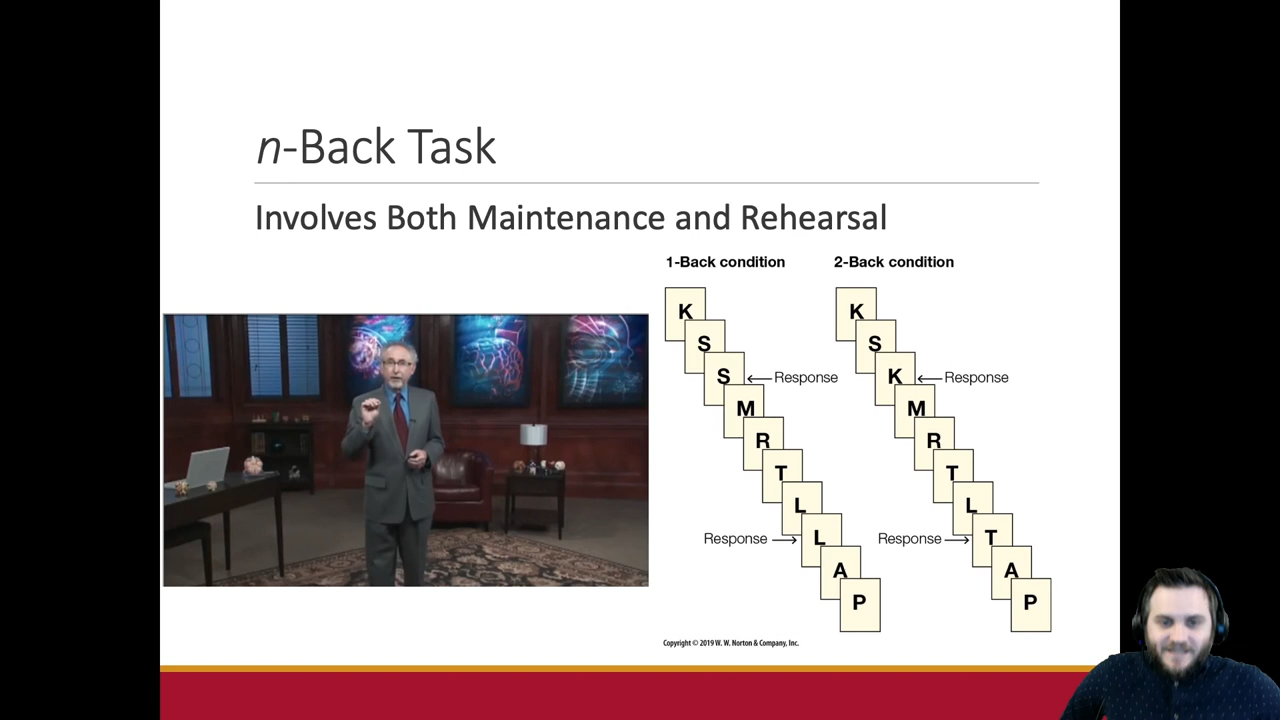 n-Back Task
Involves Both Maintenance and Rehearsal
1-Back condition
K
S
S
Response
M
R
T
L
Response
L
A
P
2-Back condition
K
S
K
Response
M
R
T
L
Response
T
A
P
Copyright © 2019 W. W. Norton & Company, Inc.